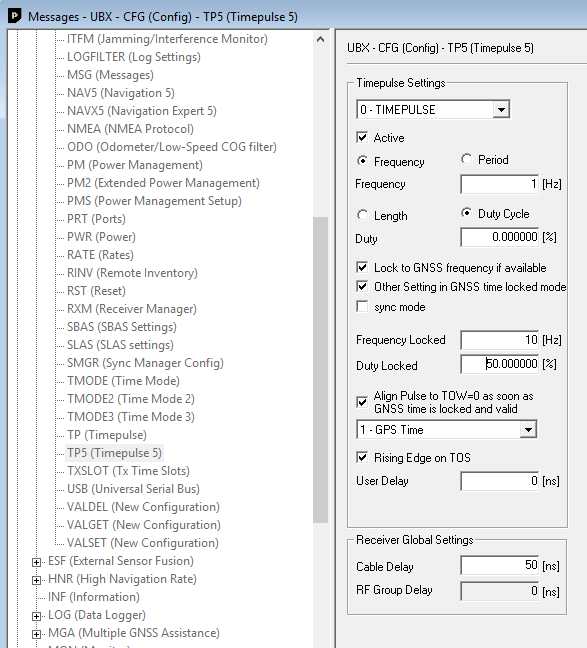 Messages - UBX - CFG (Config) - TP5 (Timepulse 5)
ITFM (Jamming/Interference Monitor)
LOGFILTER (Log Settings)
MSG (Messages)
NAV5 (Navigation 5)
NAVX5 (Navigation Expert 5)
NMEA (NMEA Protocol)
ODO (Odometer/Low-Speed COG filter)
PM (Power Management)
PM2 (Extended Power Management)
PMS (Power Management Setup)
PRT (Ports)
PWR (Power)
RATE (Rates)
RINV (Remote Inventory)
RST (Reset)
RXM (Receiver Manager)
SBAS (SBAS Settings)
SLAS (SLAS settings)
SMGR (Sync Manager Config)
TMODE (Time Mode)
TMODE2 (Time Mode 2)
TMODE3 (Time Mode 3)
TP (Timepulse)
TP5 (Timepulse 5)
TXSLOT (Tx Time Slots)
USB (Universal Serial Bus)
VALDEL (New Configuration)
VALGET (New Configuration)
VALSET (New Configuration)
ESF (External Sensor Fusion)
HNR (High Navigation Rate)
INF (Information)
LOG (Data Logger)
MGA (Multiple GNSS Assistance)
MON (Monitor)
UBX - CFG (Config) - TP5 (Timepulse 5)
Timepulse Settings
0 - TIMEPULSE
Active
Frequency Period
Frequency 1 [Hz]
Length Duty Cycle
Duty 0.000000 [%]
Lock to GNSS frequency if available
Other Setting in GNSS time locked mode
sync mode
Frequency Locked 10 [Hz]
Duty Locked 50.000000 [%]
Align Pulse to TOW=0 as soon as
GNSS time is locked and valid
1 - GPS Time
Rising Edge on TOS
User Delay 0 [ns]
Receiver Global Settings
Cable Delay 50 [ns]
RF Group Delay 0 [ns]